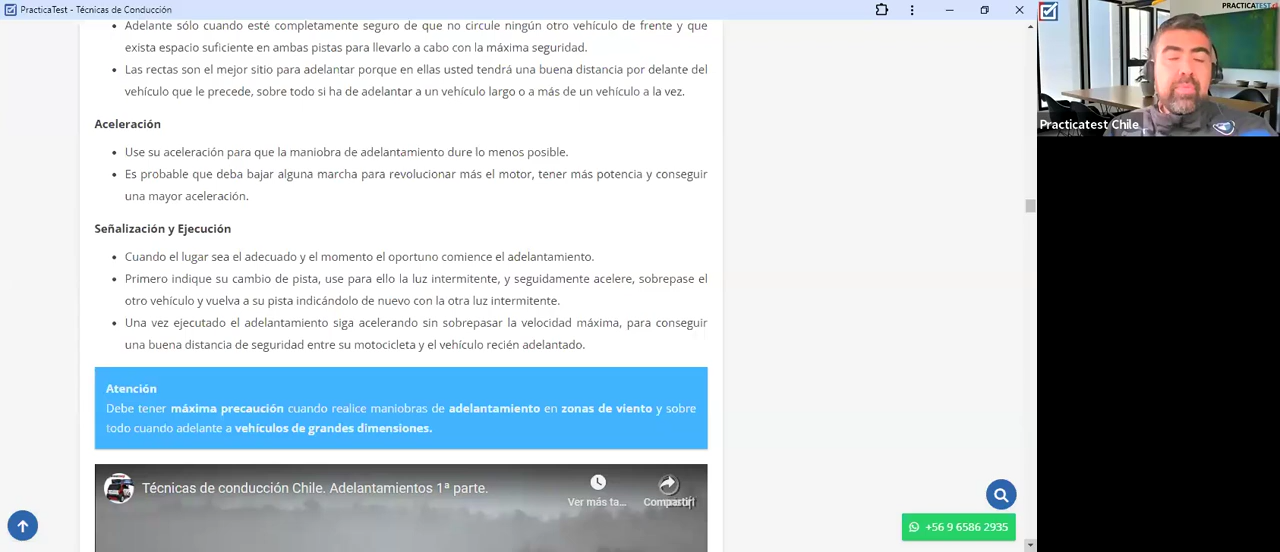 PracticaTest - Técnicas de Conducción
PRACTICATEST
Adelante sólo cuando esté completamente seguro de que no circule ningún otro vehículo de frente y que
exista espacio suficiente en ambas pistas para llevarlo a cabo con la máxima seguridad.
Las rectas son el mejor sitio para adelantar porque en ellas usted tendrá una buena distancia por delante del
vehículo que le precede, sobre todo si ha de adelantar a un vehículo largo o a más de un vehículo a la vez.
Practicatest Chile
Aceleración
Use su aceleración para que la maniobra de adelantamiento dure lo menos posible.
Es probable que deba bajar alguna marcha para revolucionar más el motor, tener más potencia y conseguir
una mayor aceleración.
Señalización y Ejecución
Cuando el lugar sea el adecuado y el momento el oportuno comience el adelantamiento.
Primero indique su cambio de pista, use para ello la luz intermitente, y seguidamente acelere, sobrepase el
otro vehículo y vuelva a su pista indicándolo de nuevo con la otra luz intermitente.
Una vez ejecutado el adelantamiento siga acelerando sin sobrepasar la velocidad máxima, para conseguir
una buena distancia de seguridad entre su motocicleta y el vehículo recién adelantado.
Atención
Debe tener máxima precaución cuando realice maniobras de adelantamiento en zonas de viento y sobre
todo cuando adelante a vehículos de grandes dimensiones.
Técnicas de conducción Chile. Adelantamientos 1ª parte.
Ver más ta...
Compartir
+56 9 6586 2935